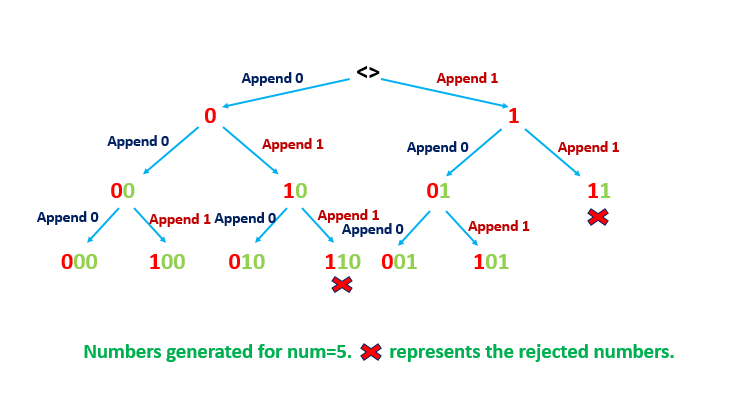 <>
Append 0 Append 1
0 1
Append 0 Append 1 Append 0 Append 1
00 10 01 11
Append 0 Append 1 Append 0 Append 1 Append 0 Append 1
000 100 010 110 001 101
Numbers generated for num=5. represents the rejected numbers.